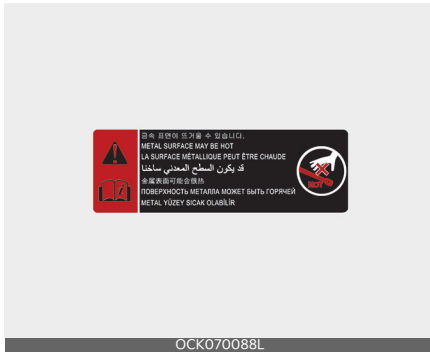 금속 표면이 뜨거울 수 있습니다.
METAL SURFACE MAY BE HOT
LA SURFACE MÉTALLIQUE PEUT ÊTRE CHAUDE
قد يكون السطح المعدني ساخنا
金属表面可能会很热
ПОВЕРХНОСТЬ МЕТАЛЛА МОЖЕТ БЫТЬ ГОРЯЧЕЙ
METAL YÜZEY SICAK OLABİLİR
HOT
OCK070088L